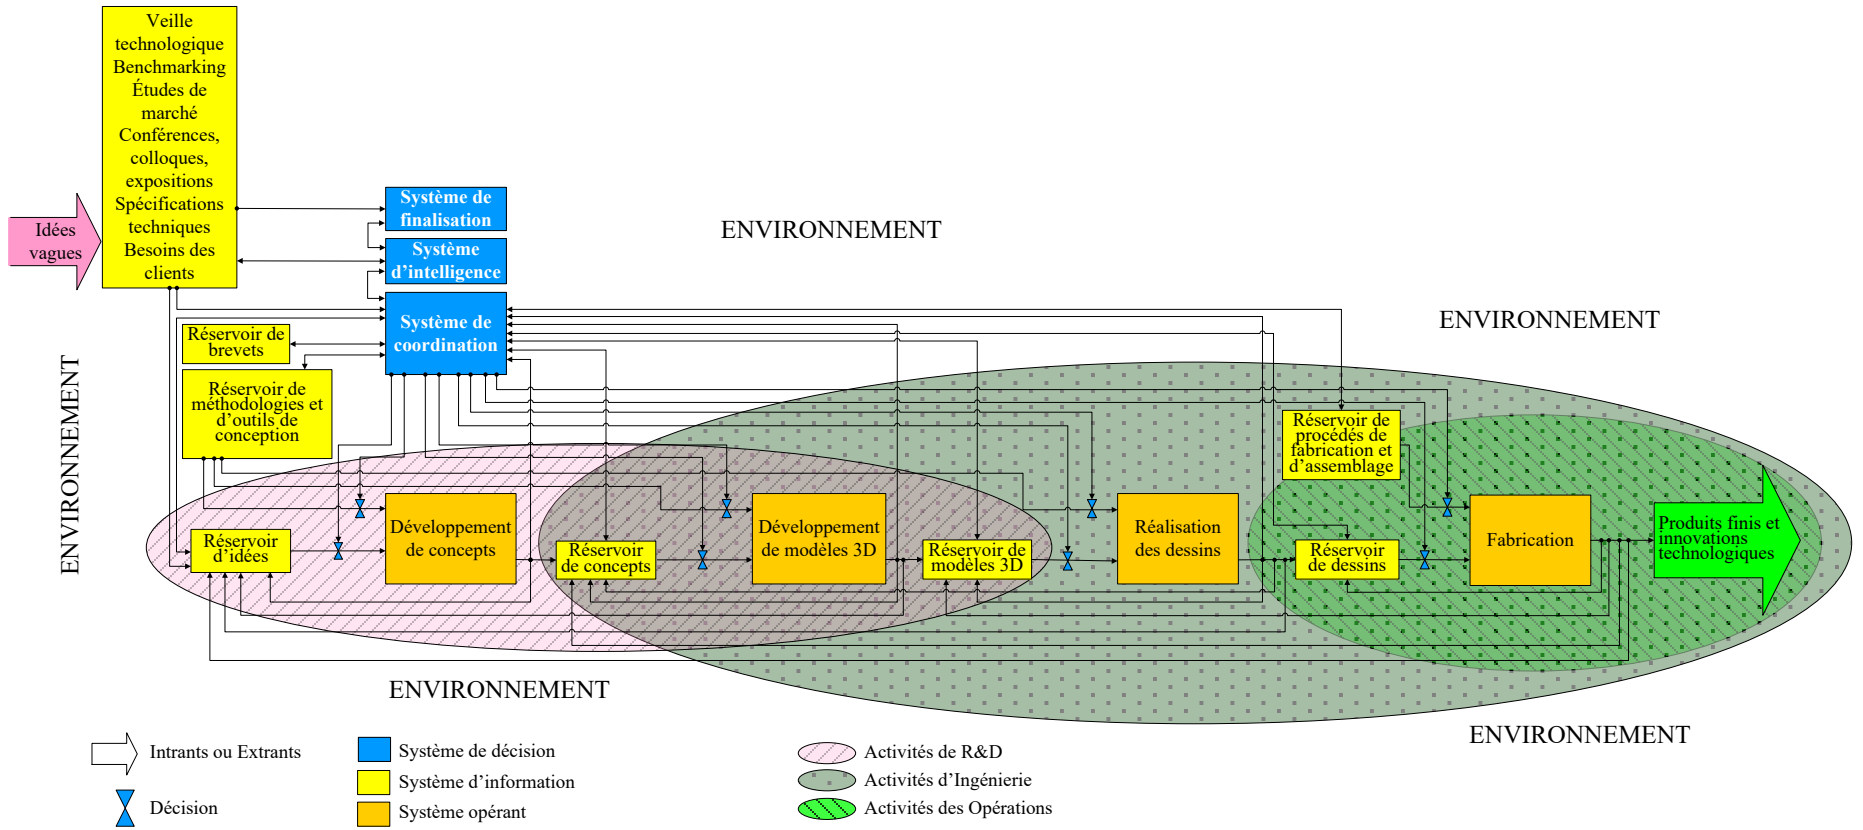 Veille
technologique
Benchmarking
Études de
marché
Conférences,
colloques,
expositions
Spécifications
techniques
Besoins des
clients
Idées
vagues
ENVIRONNEMENT
Système de
finalisation
Système
d’intelligence
Système de
coordination
ENVIRONNEMENT
ENVIRONNEMENT
Réservoir de
brevets
Réservoir de
méthodologies et
d’outils de
conception
Réservoir de
procédés de
fabrication et
d’assemblage
Réservoir
d’idées
Développement
de concepts
Réservoir
de concepts
Développement
de modèles 3D
Réservoir de
modèles 3D
Réalisation
des dessins
Réservoir
de dessins
Fabrication
Produits finis et
innovations
technologiques
ENVIRONNEMENT
ENVIRONNEMENT
Intrants ou Extrants
Décision
Système de décision
Système d’information
Système opérant
Activités de R&D
Activités d’Ingénierie
Activités des Opérations